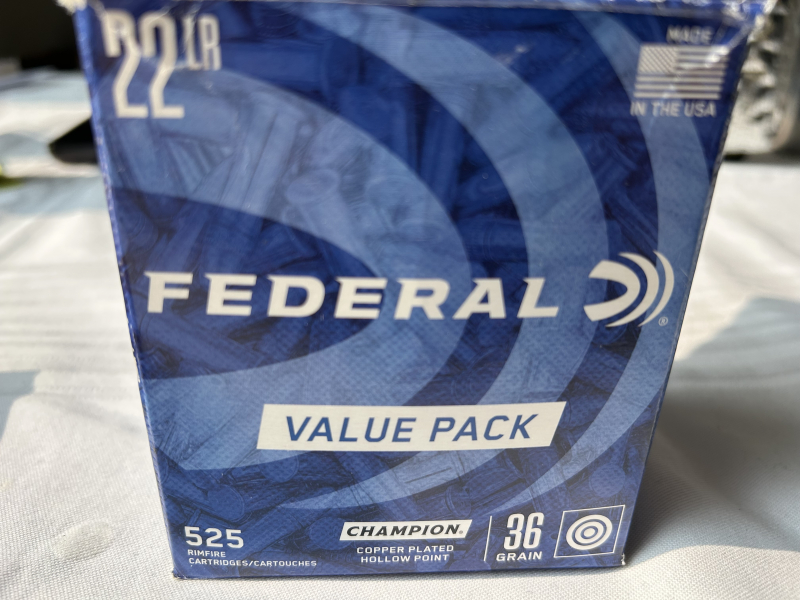 22 LR
MADE
IN THE USA
FEDERAL
®
VALUE PACK
525
RIMFIRE
CARTRIDGES/CARTOUCHES
CHAMPION.
COPPER PLATED
HOLLOW POINT
36
GRAIN